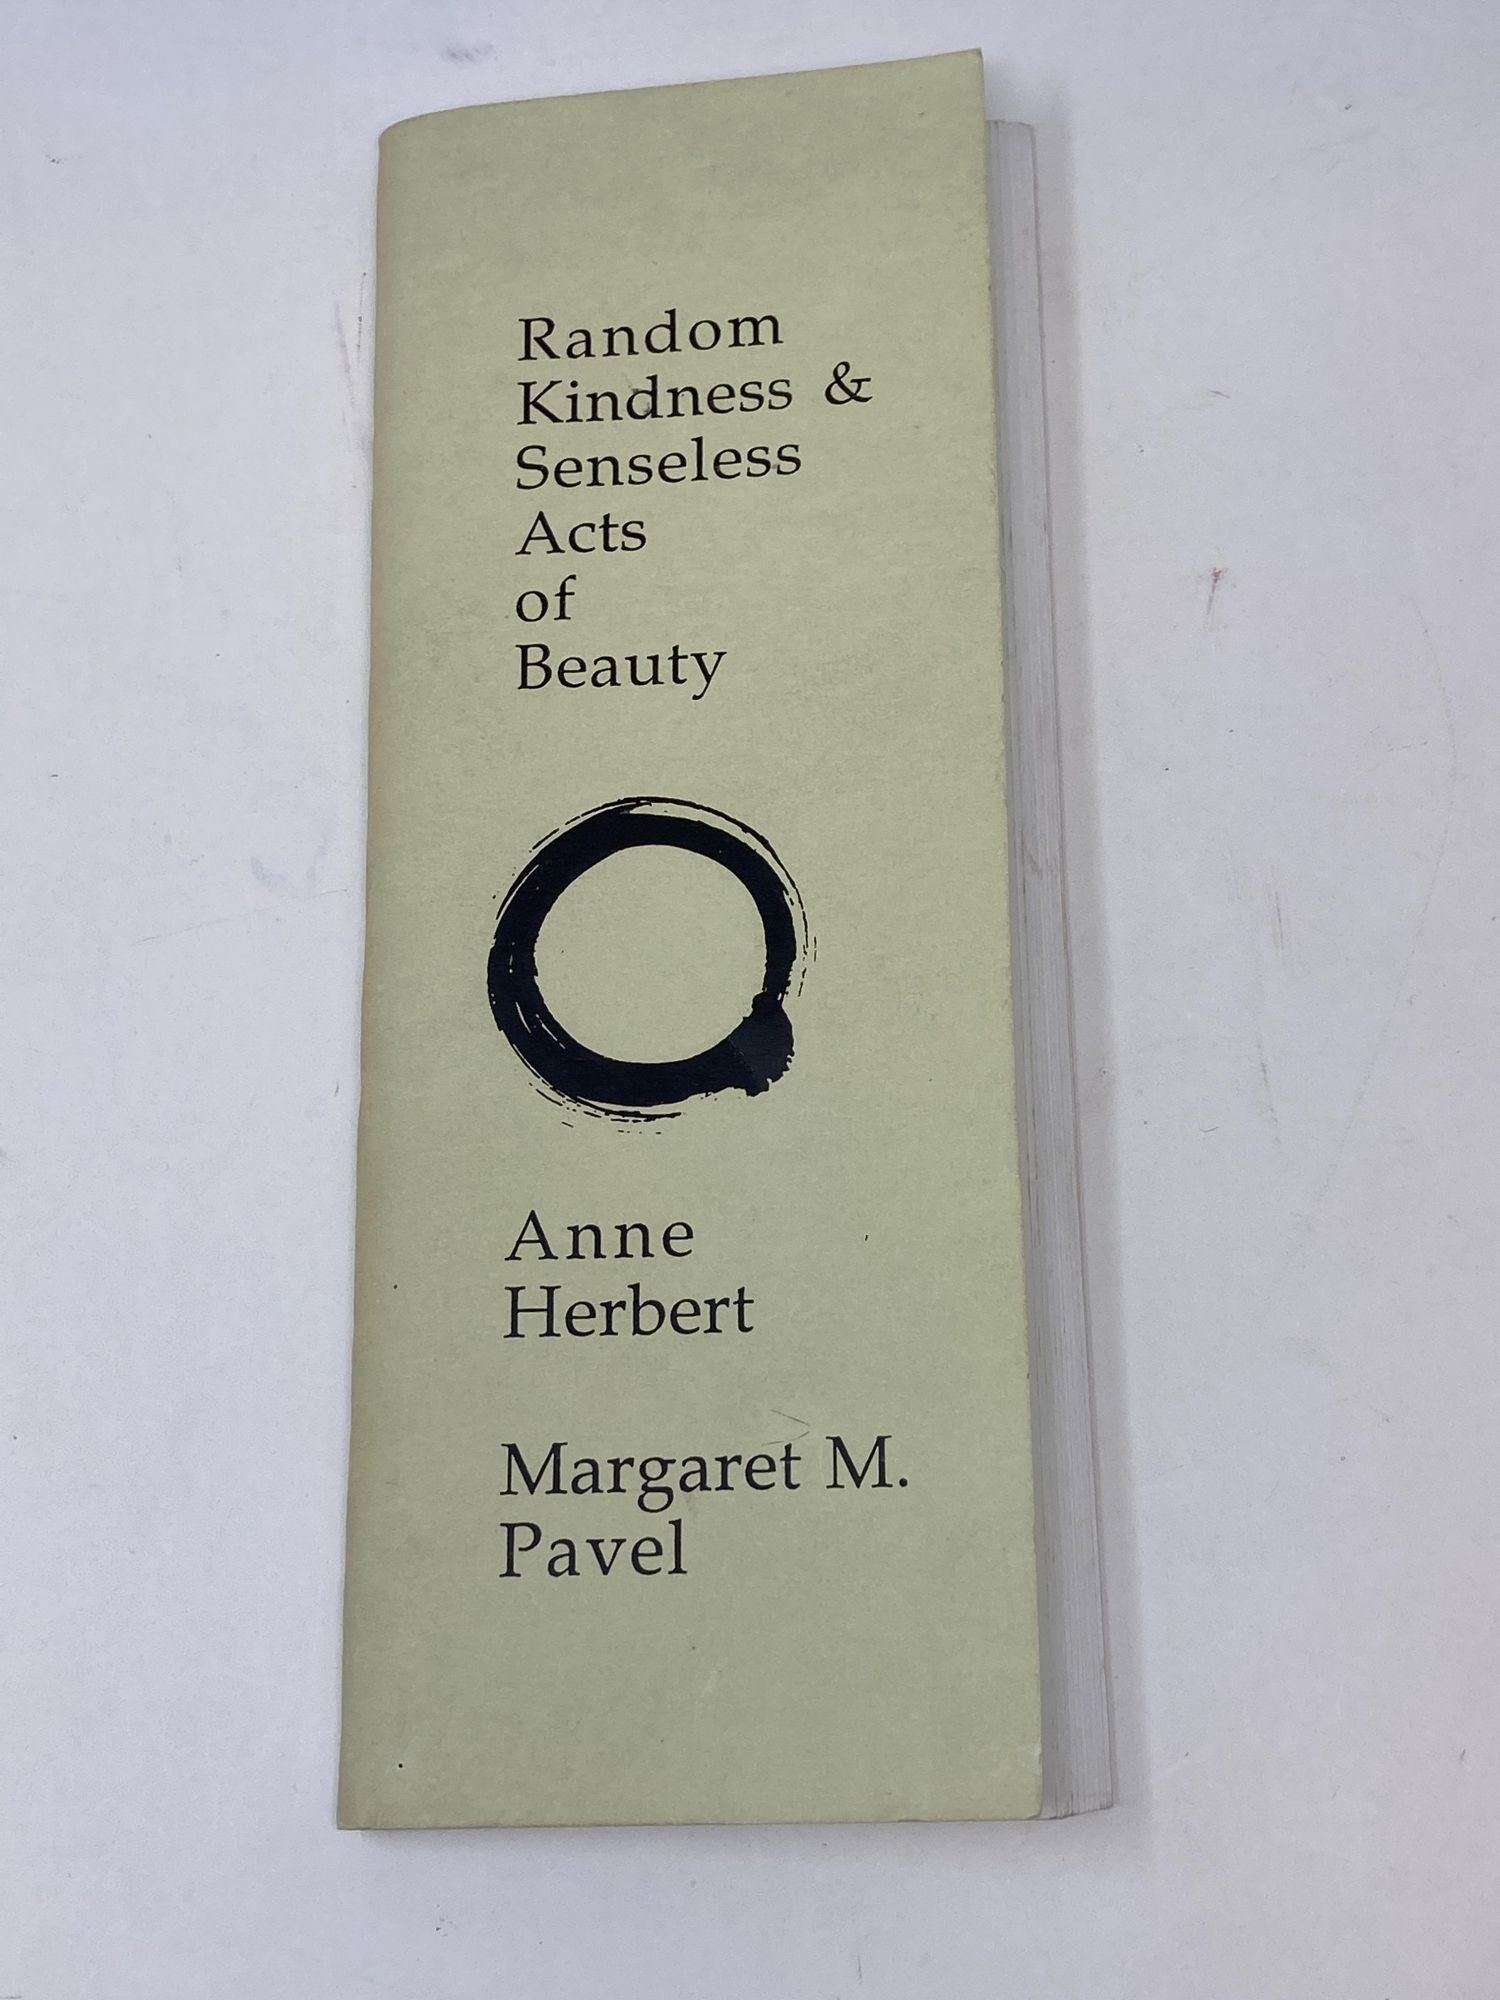 Random
Kindness &
Senseless
Acts
of
Beauty
Anne
Herbert
Margaret M.
Pavel